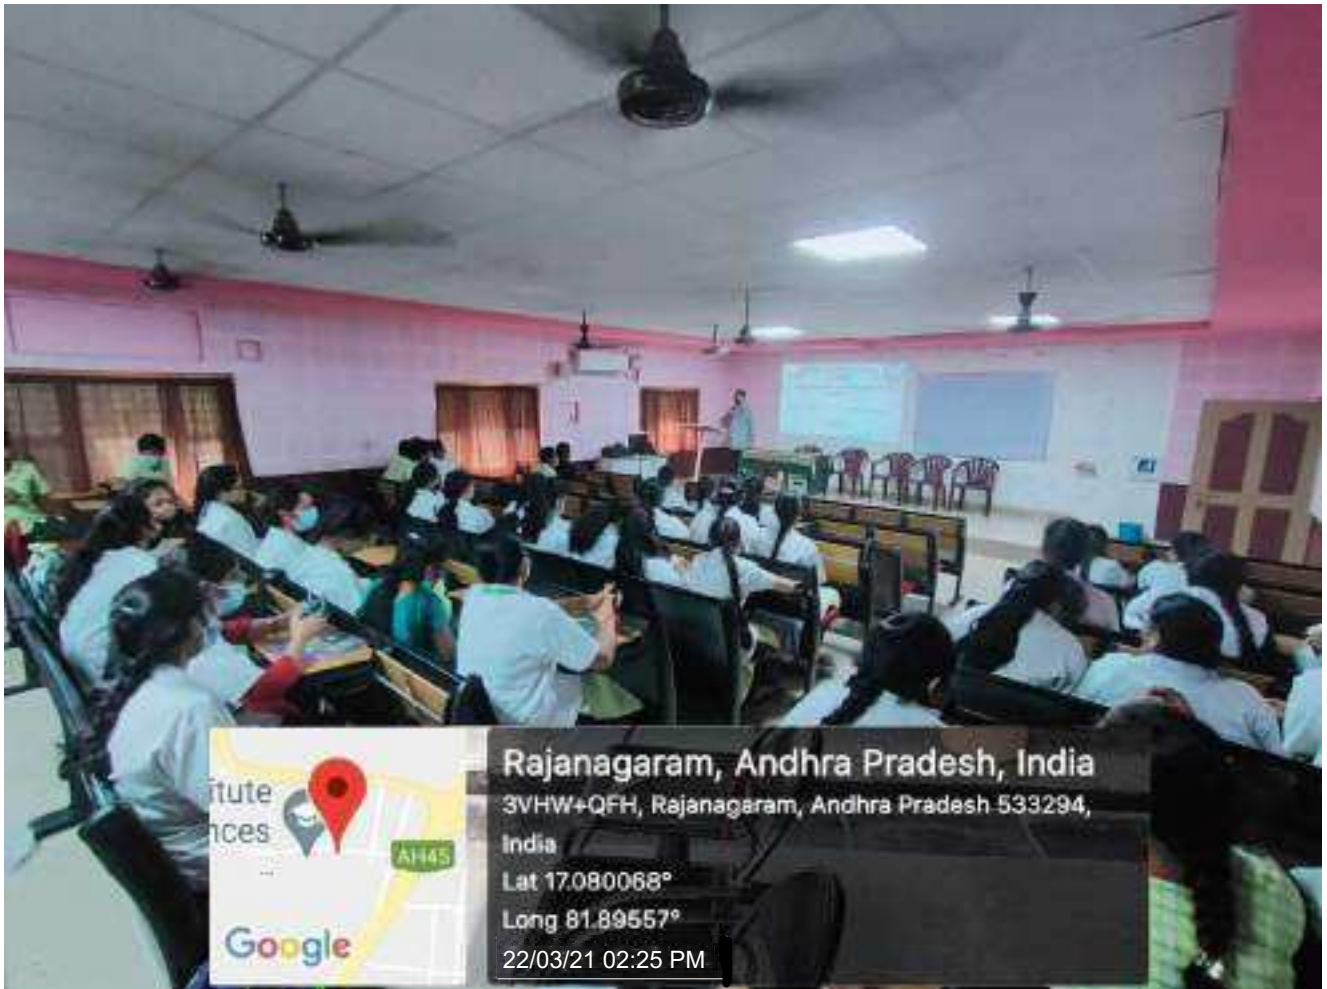 itute
nces
...
AH45
Google
Rajanagaram, Andhra Pradesh, India
3VHW+QFH, Rajanagaram, Andhra Pradesh 533294,
India
Lat 17.080068°
Long 81.89557°
22/03/21 02:25 PM